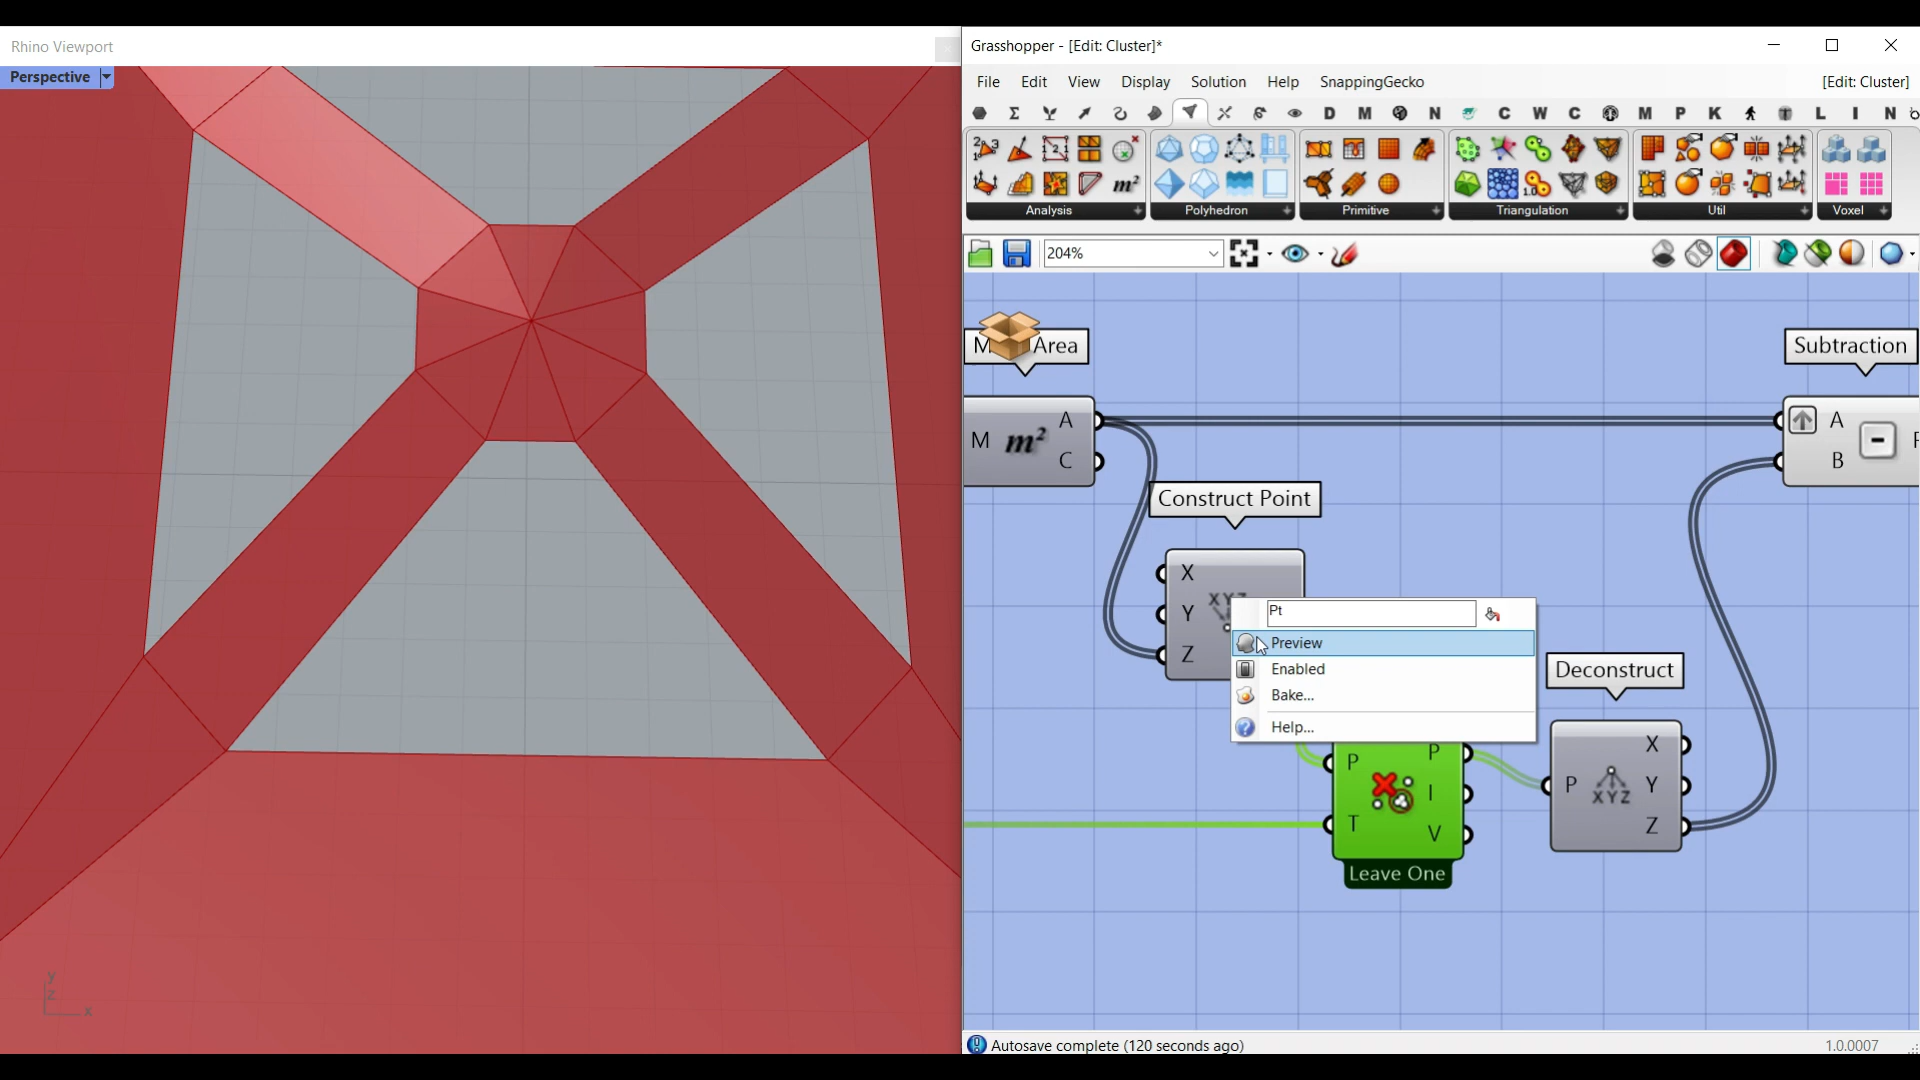 Rhino Viewport
Perspective
Grasshopper - [Edit: Cluster]*
File Edit View Display Solution Help SnappingGecko [Edit: Cluster]
D M N C W C M P K L I N
Analysis Polyhedron Primitive Triangulation Util Voxel
204%
Area
Subtraction
M m² A C
A B
Construct Point
X Y Z
Pt
Preview
Enabled
Bake...
Help...
Deconstruct
P T P I V
Leave One
P XYZ X Y Z
y
z
x
Autosave complete (120 seconds ago)
1.0.0007